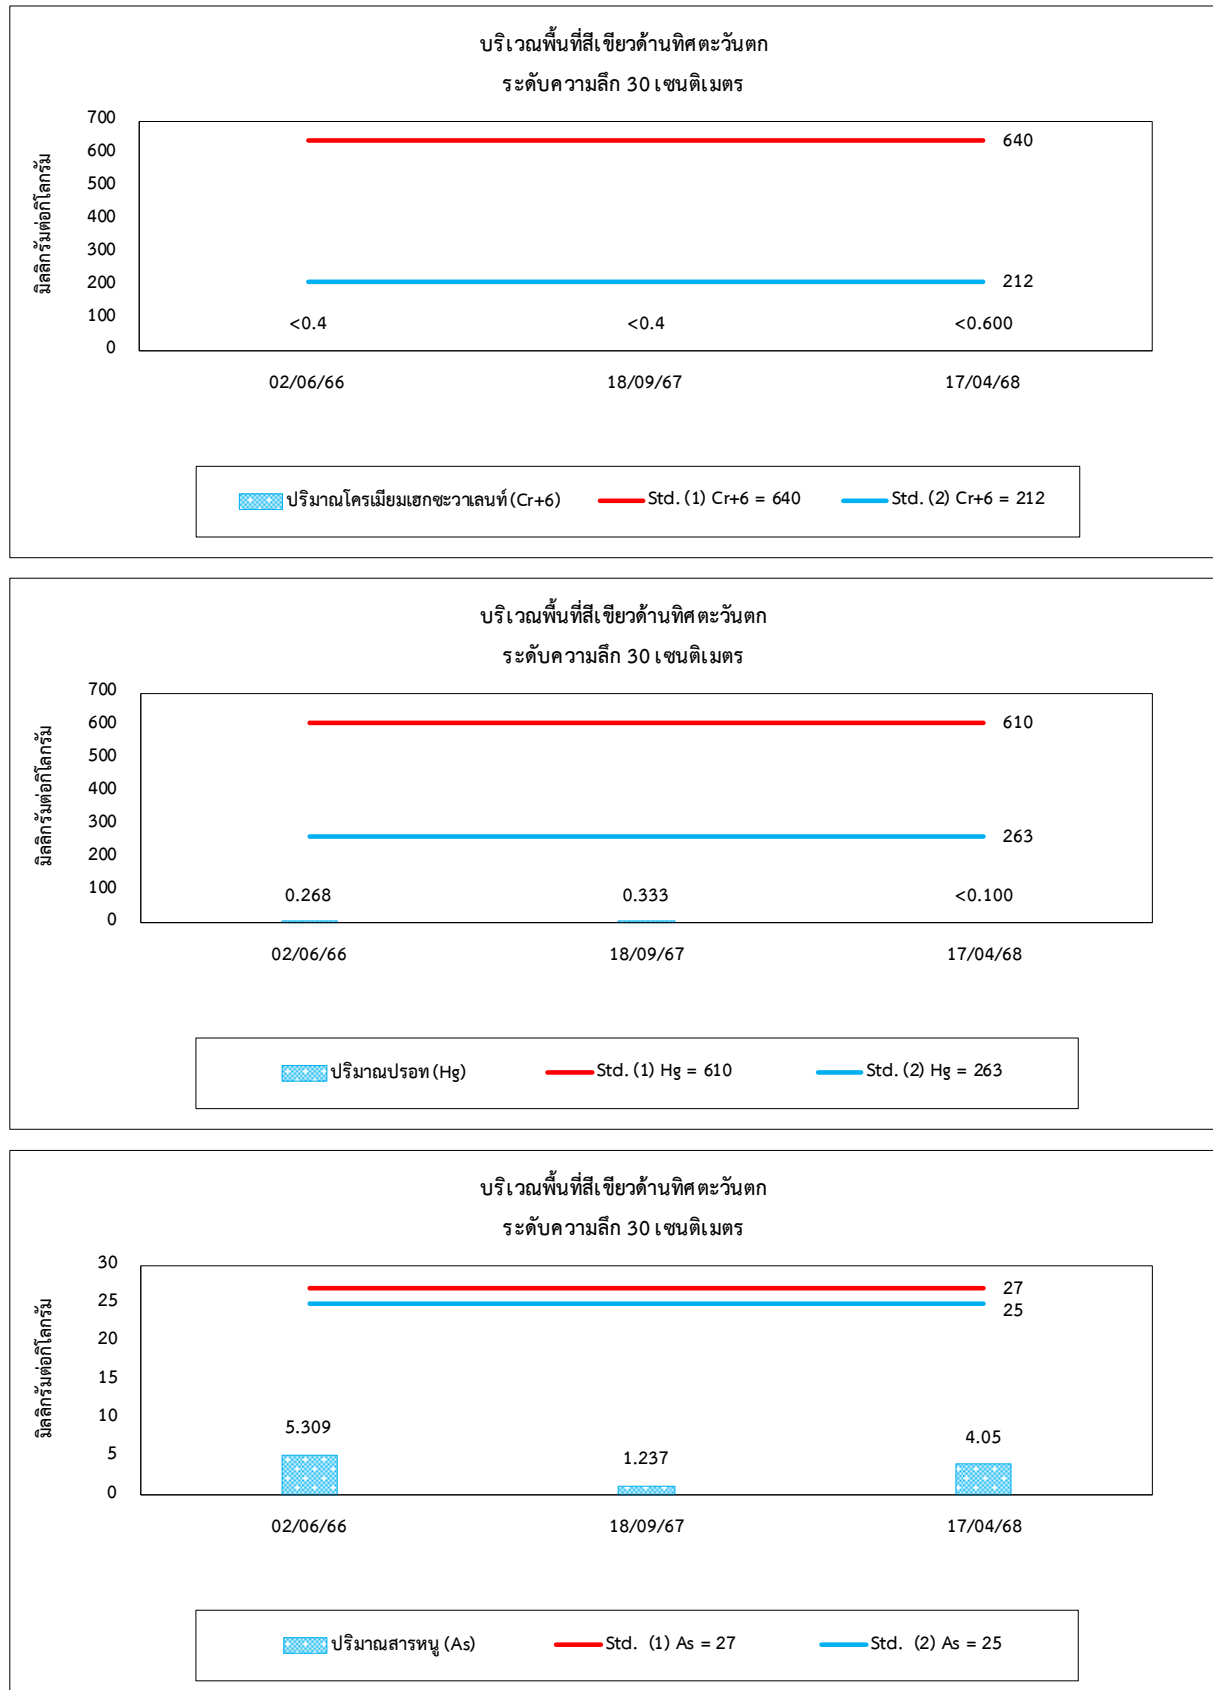 บริเวณพื้นที่สีเขียวด้านทิศตะวันตก
ระดับความลึก 30 เซนติเมตร
มิลลิกรัมต่อกิโลกรัม
700
600
500
400
300
200
100
0
640
212
<0.4 <0.4 <0.600
02/06/66 18/09/67 17/04/68
ปริมาณโครเมียมเฮกซะวาเลนท์ (Cr+6) Std. (1) Cr+6 = 640 Std. (2) Cr+6 = 212
บริเวณพื้นที่สีเขียวด้านทิศตะวันตก
ระดับความลึก 30 เซนติเมตร
มิลลิกรัมต่อกิโลกรัม
700
600
500
400
300
200
100
0
610
263
0.268 0.333 <0.100
02/06/66 18/09/67 17/04/68
ปริมาณปรอท (Hg) Std. (1) Hg = 610 Std. (2) Hg = 263
บริเวณพื้นที่สีเขียวด้านทิศตะวันตก
ระดับความลึก 30 เซนติเมตร
มิลลิกรัมต่อกิโลกรัม
30
25
20
15
10
5
0
27
25
5.309 1.237 4.05
02/06/66 18/09/67 17/04/68
ปริมาณสารหนู (As) Std. (1) As = 27 Std. (2) As = 25